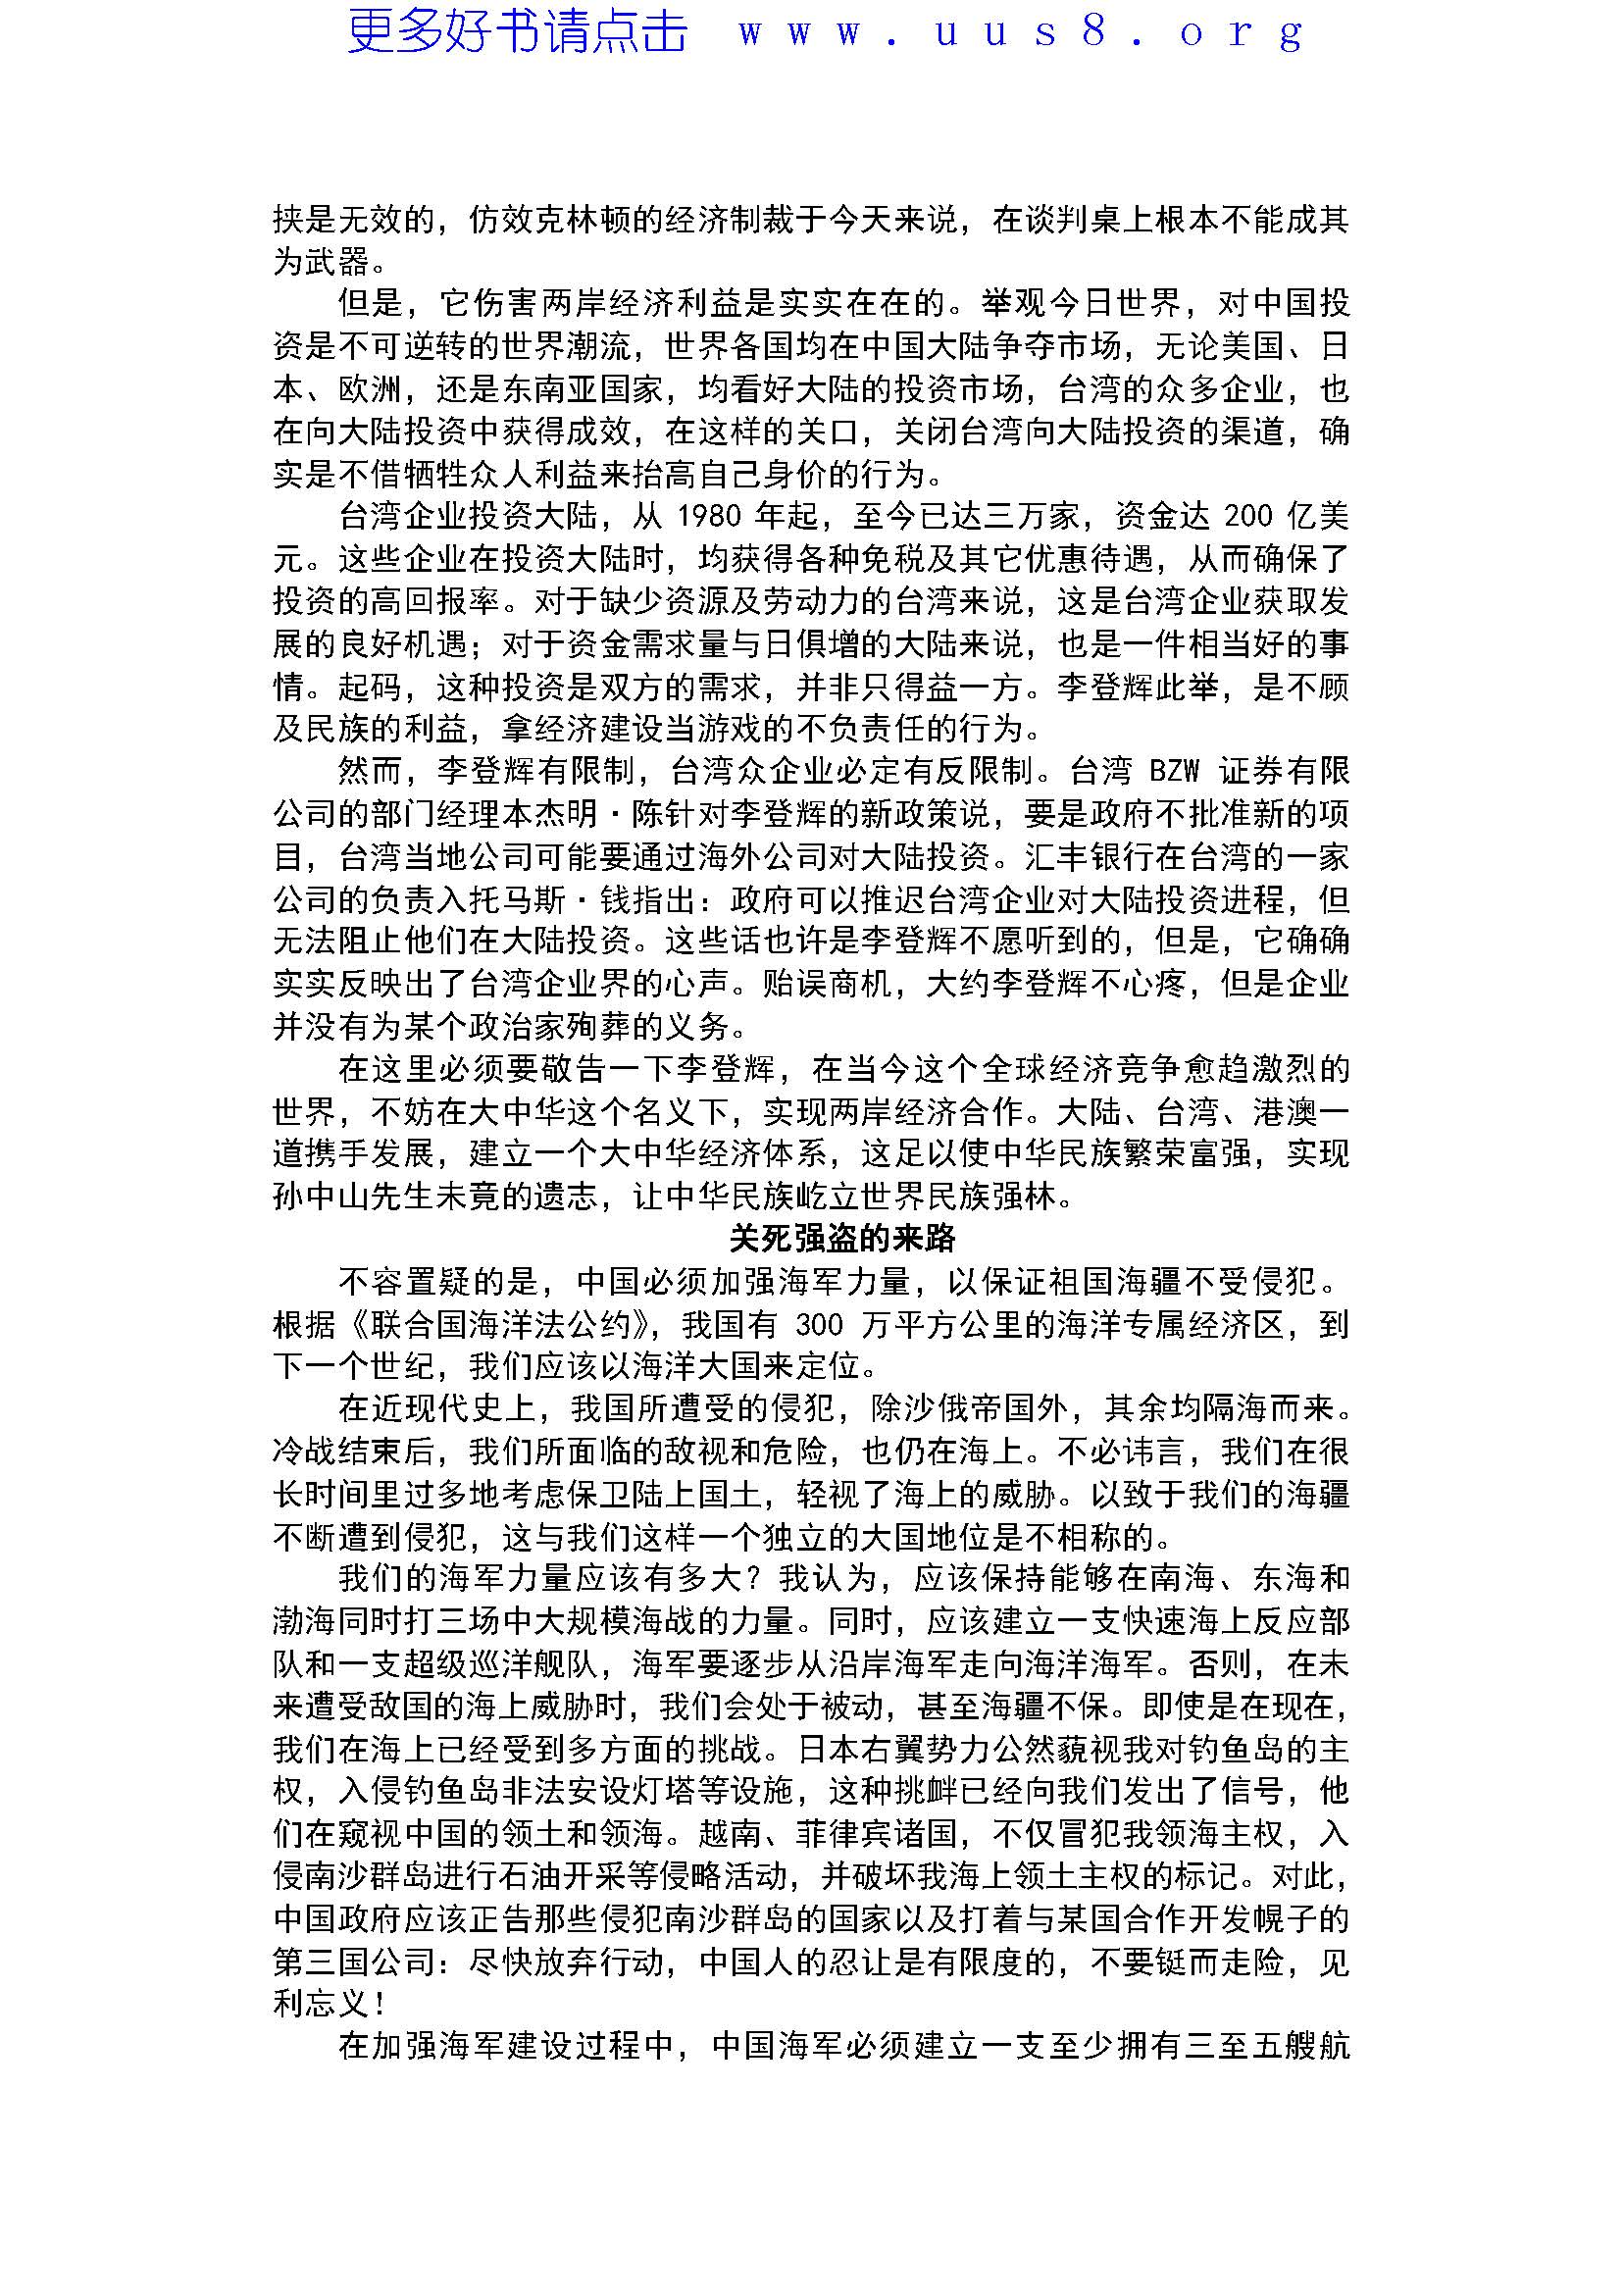 更多好书请点击 www.uus8.org
挟是无效的，仿效克林顿的经济制裁于今天来说，在谈判桌上根本不能成其
为武器。
但是，它伤害两岸经济利益是实实在在的。举观今日世界，对中国投
资是不可逆转的世界潮流，世界各国均在中国大陆争夺市场，无论美国、日
本、欧洲，还是东南亚国家，均看好大陆的投资市场，台湾的众多企业，也
在向大陆投资中获得成效，在这样的关口，关闭台湾向大陆投资的渠道，确
实是不借牺牲众人利益来抬高自己身价的行为。
台湾企业投资大陆，从 1980 年起，至今已达三万家，资金达 200 亿美
元。这些企业在投资大陆时，均获得各种免税及其它优惠待遇，从而确保了
投资的高回报率。对于缺少资源及劳动力的台湾来说，这是台湾企业获取发
展的良好机遇；对于资金需求量与日俱增的大陆来说，也是一件相当好的事
情。起码，这种投资是双方的需求，并非只得益一方。李登辉此举，是不顾
及民族的利益，拿经济建设当游戏的不负责任的行为。
然而，李登辉有限制，台湾众企业必定有反限制。台湾 BZW 证券有限
公司的部门经理本杰明·陈针对李登辉的新政策说，要是政府不批准新的项
目，台湾当地公司可能要通过海外公司对大陆投资。汇丰银行在台湾的一家
公司的负责入托马斯·钱指出：政府可以推迟台湾企业对大陆投资进程，但
无法阻止他们在大陆投资。这些话也许是李登辉不愿听到的，但是，它确确
实实反映出了台湾企业界的心声。贻误商机，大约李登辉不心疼，但是企业
并没有为某个政治家殉葬的义务。
在这里必须要敬告一下李登辉，在当今这个全球经济竞争愈趋激烈的
世界，不妨在大中华这个名义下，实现两岸经济合作。大陆、台湾、港澳一
道携手发展，建立一个大中华经济体系，这足以使中华民族繁荣富强，实现
孙中山先生未竟的遗志，让中华民族屹立世界民族强林。
关死强盗的来路
不容置疑的是，中国必须加强海军力量，以保证祖国海疆不受侵犯。
根据《联合国海洋法公约》，我国有 300 万平方公里的海洋专属经济区，到
下一个世纪，我们应该以海洋大国来定位。
在近现代史上，我国所遭受的侵犯，除沙俄帝国外，其余均隔海而来。
冷战结束后，我们所面临的敌视和危险，也仍在海上。不必讳言，我们在很
长时间里过多地考虑保卫陆上国土，轻视了海上的威胁。以致于我们的海疆
不断遭到侵犯，这与我们这样一个独立的大国地位是不相称的。
我们的海军力量应该有多大？我认为，应该保持能够在南海、东海和
渤海同时打三场中大规模海战的力量。同时，应该建立一支快速海上反应部
队和一支超级巡洋舰队，海军要逐步从沿岸海军走向海洋海军。否则，在未
来遭受敌国的海上威胁时，我们会处于被动，甚至海疆不保。即使是在现在，
我们在海上已经受到多方面的挑战。日本右翼势力公然藐视我对钓鱼岛的主
权，入侵钓鱼岛非法安设灯塔等设施，这种挑衅已经向我们发出了信号，他
们在窥视中国的领土和领海。越南、菲律宾诸国，不仅冒犯我领海主权，入
侵南沙群岛进行石油开采等侵略活动，并破坏我海上领土主权的标记。对此，
中国政府应该正告那些侵犯南沙群岛的国家以及打着与某国合作开发幌子的
第三国公司：尽快放弃行动，中国人的忍让是有限度的，不要铤而走险，见
利忘义！
在加强海军建设过程中，中国海军必须建立一支至少拥有三至五艘航